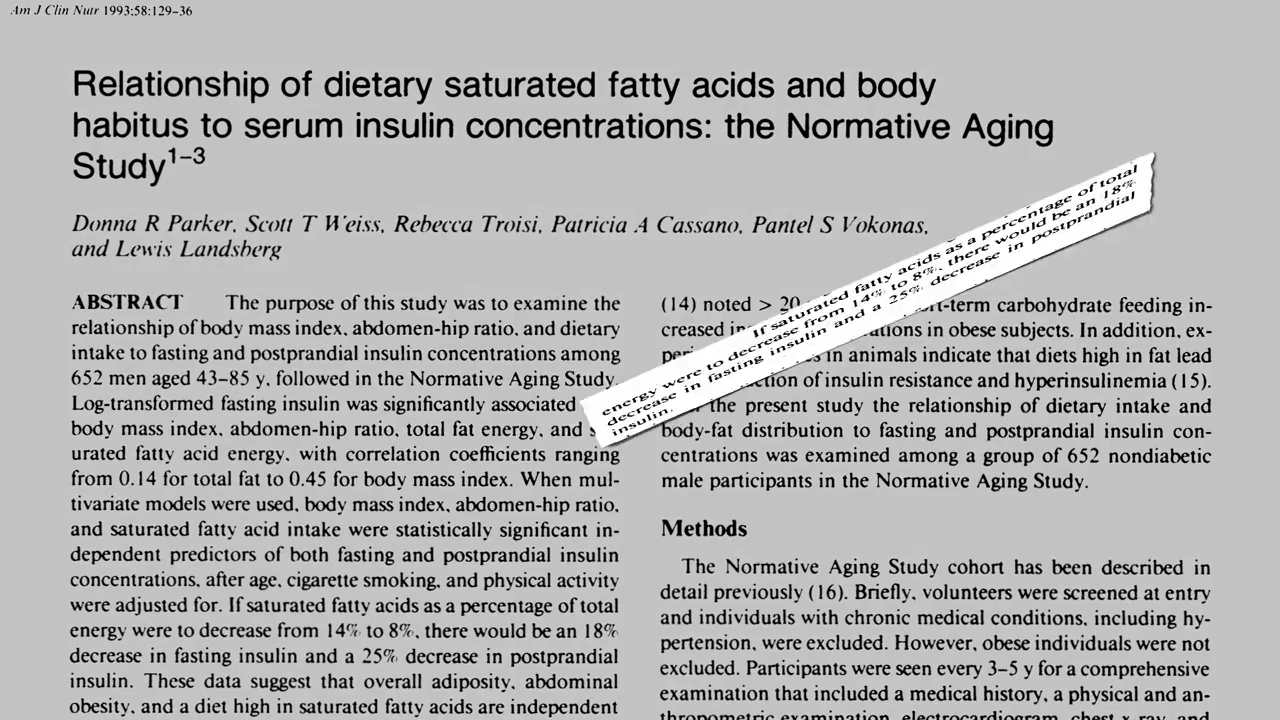 Am J Clin Nutr 1993;58:129–36
Relationship of dietary saturated fatty acids and body
habitus to serum insulin concentrations: the Normative Aging
Study1–3
Donna R Parker, Scott T Weiss, Rebecca Troisi, Patricia A Cassano, Pantel S Vokonas,
and Lewis Landsberg
ABSTRACT The purpose of this study was to examine the
relationship of body mass index, abdomen-hip ratio, and dietary
intake to fasting and postprandial insulin concentrations among
652 men aged 43–85 y, followed in the Normative Aging Study.
Log-transformed fasting insulin was significantly associated
body mass index, abdomen-hip ratio, total fat energy, and
urated fatty acid energy, with correlation coefficients ranging
from 0.14 for total fat to 0.45 for body mass index. When mul-
tivariate models were used, body mass index, abdomen-hip ratio,
and saturated fatty acid intake were statistically significant in-
dependent predictors of both fasting and postprandial insulin
concentrations, after age, cigarette smoking, and physical activity
were adjusted for. If saturated fatty acids as a percentage of total
energy were to decrease from 14% to 8%, there would be an 18%
decrease in fasting insulin and a 25% decrease in postprandial
insulin. These data suggest that overall adiposity, abdominal
obesity, and a diet high in saturated fatty acids are independent
If saturated fatty acids as a percentage of total
energy were to decrease from 14% to 8%, there would be an 18%
decrease in fasting insulin and a 25% decrease in postprandial
insulin.
(14) noted > 20 carbohydrate feeding in-
creased in obese subjects. In addition, ex-
in animals indicate that diets high in fat lead
of insulin resistance and hyperinsulinemia (15).
the present study the relationship of dietary intake and
body-fat distribution to fasting and postprandial insulin con-
centrations was examined among a group of 652 nondiabetic
male participants in the Normative Aging Study.
Methods
The Normative Aging Study cohort has been described in
detail previously (16). Briefly, volunteers were screened at entry
and individuals with chronic medical conditions, including hy-
pertension, were excluded. However, obese individuals were not
excluded. Participants were seen every 3–5 y for a comprehensive
examination that included a medical history, a physical and an-
thropometric examination, electrocardiogram, chest x-ray, and